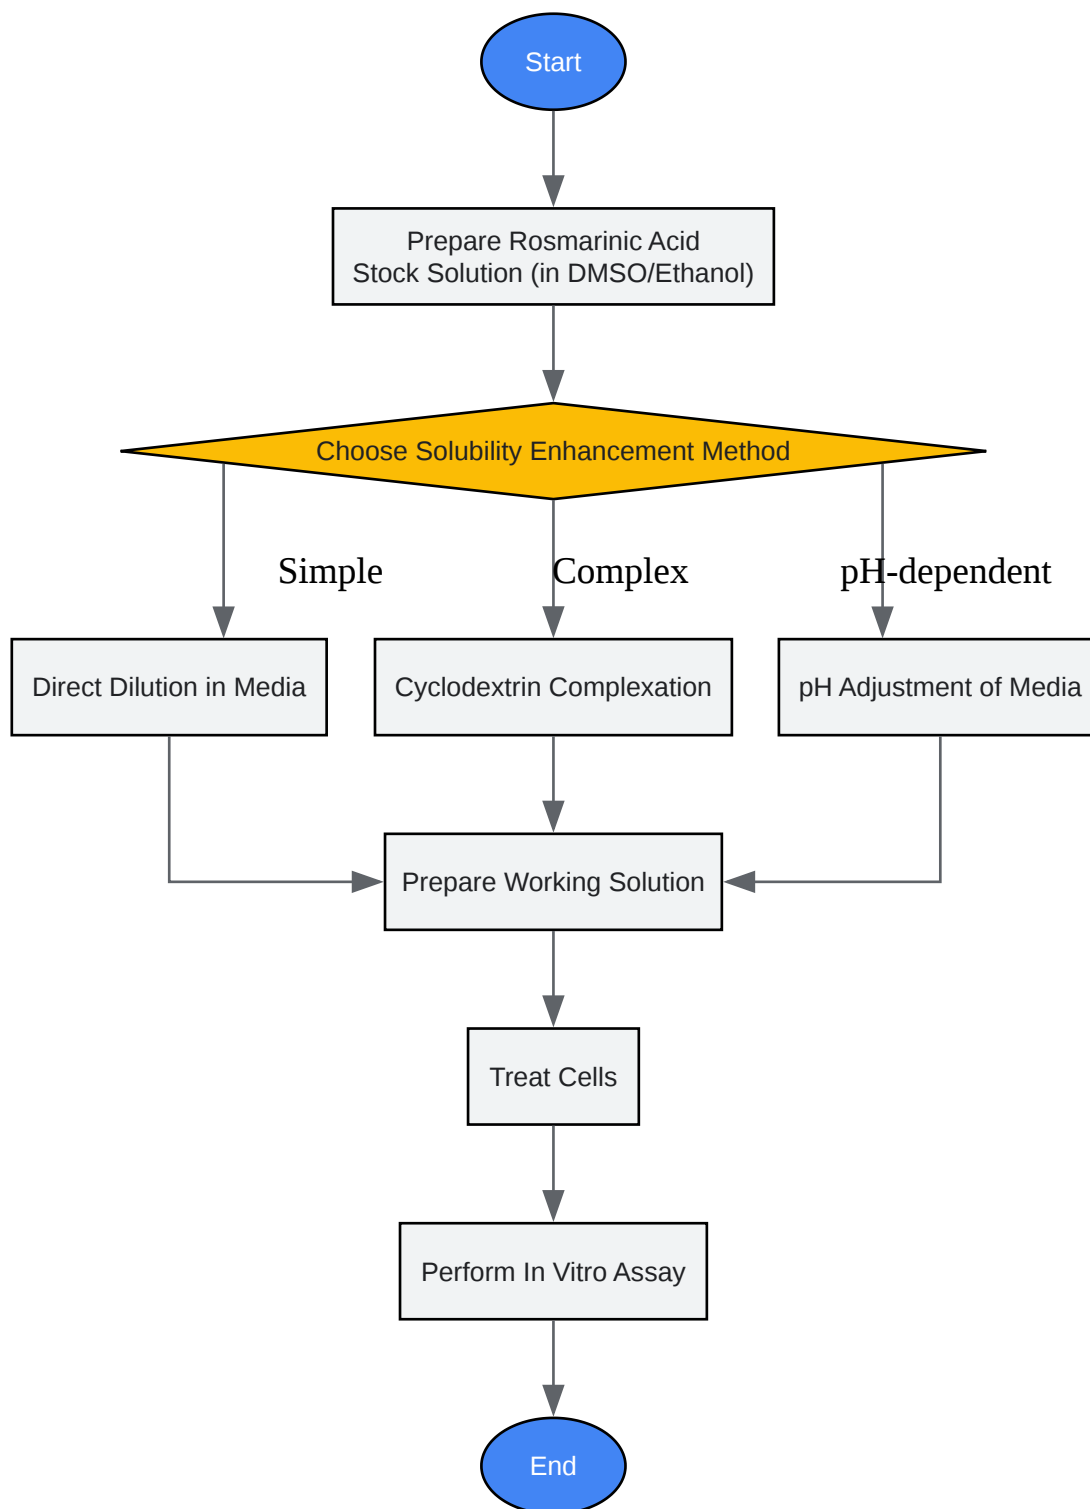 Start
Prepare Rosmarinic Acid
Stock Solution (in DMSO/Ethanol)
Choose Solubility Enhancement Method
Simple
Complex
pH-dependent
Direct Dilution in Media
Cyclodextrin Complexation
pH Adjustment of Media
Prepare Working Solution
Treat Cells
Perform In Vitro Assay
End